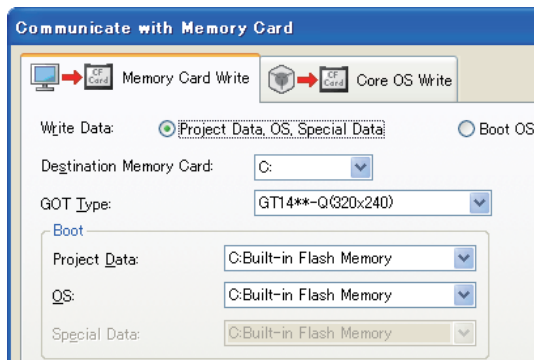 Communicate with Memory Card
CF Card Memory Card Write CF Card Core OS Write
Write Data: Project Data, OS, Special Data Boot OS
Destination Memory Card: C:
GOT Type: GT14**-Q(320x240)
Boot
Project Data: C:Built-in Flash Memory
OS: C:Built-in Flash Memory
Special Data: C:Built-in Flash Memory